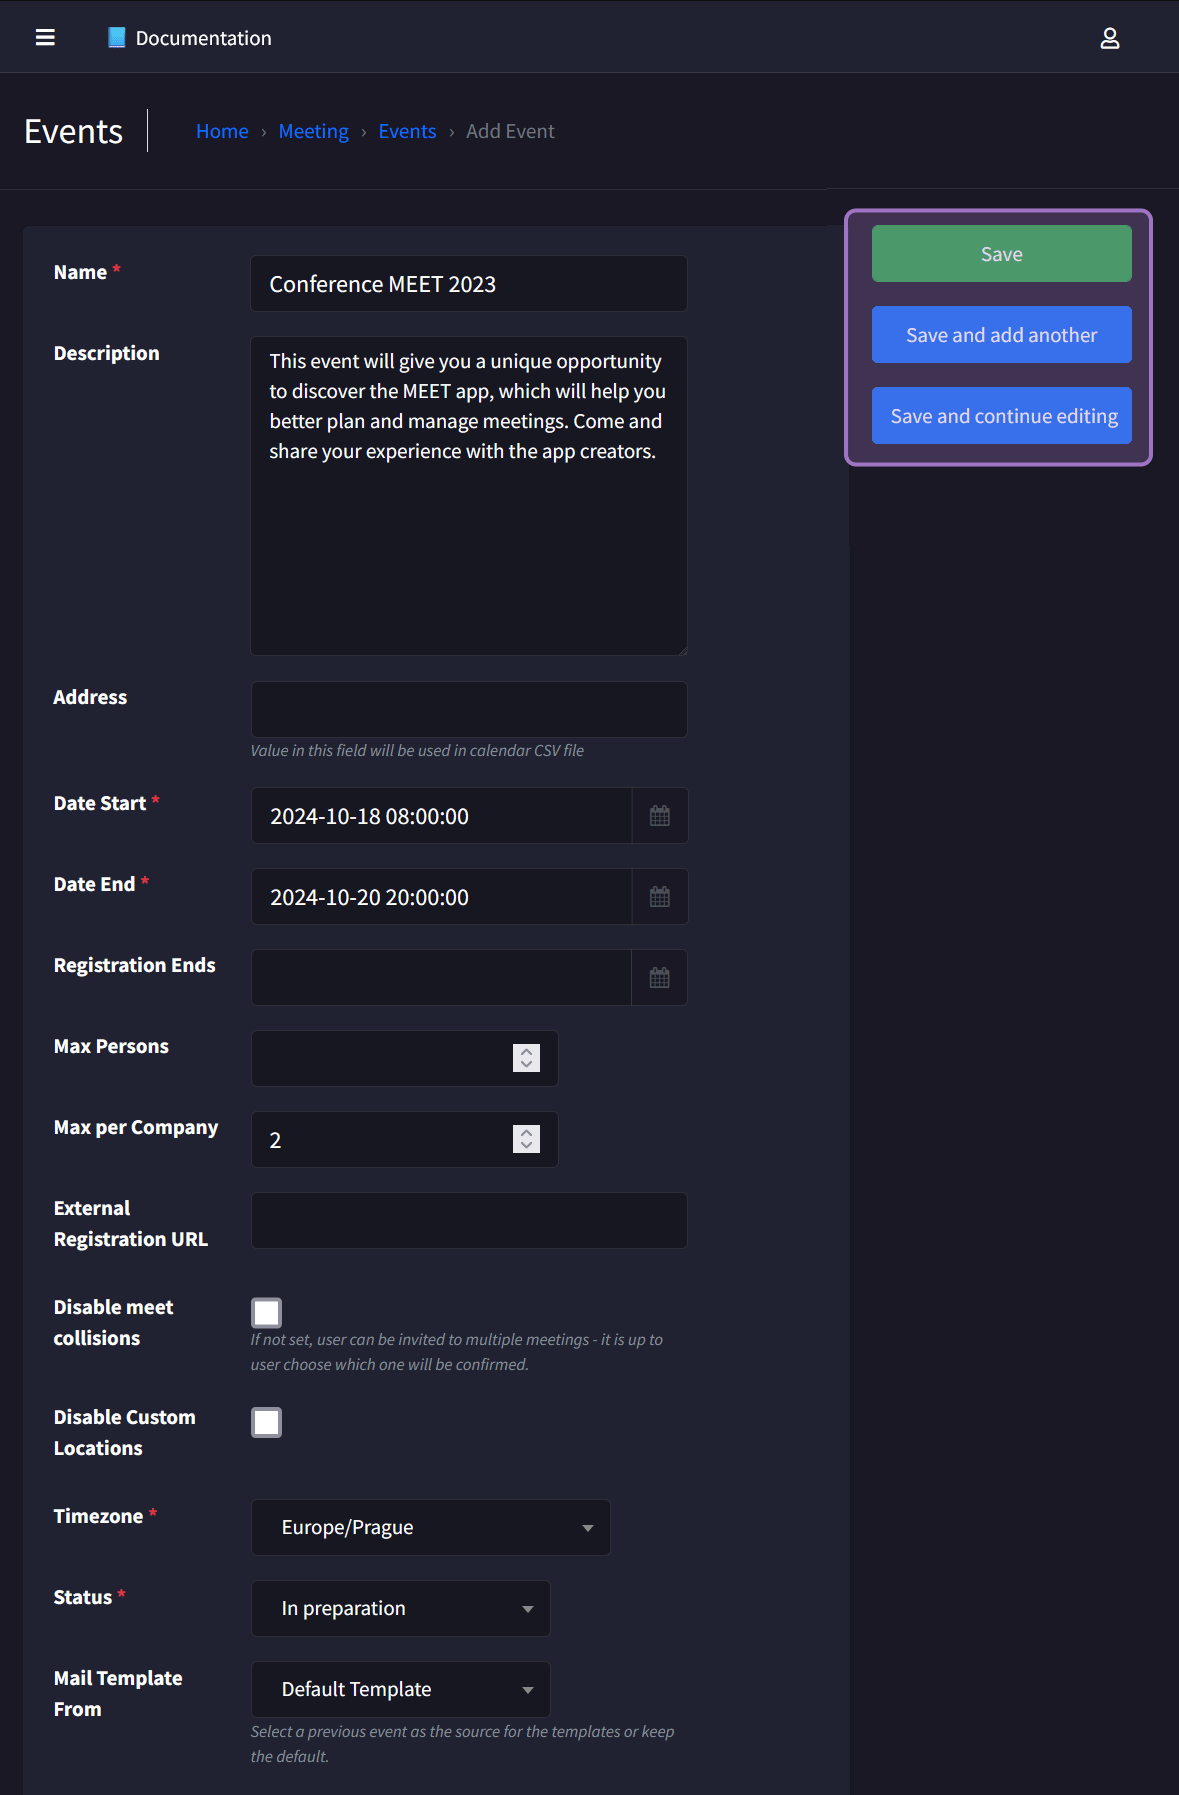 Documentation
Events
Home › Meeting › Events › Add Event
Save
Save and add another
Save and continue editing
Name *
Conference MEET 2023
Description
This event will give you a unique opportunity
to discover the MEET app, which will help you
better plan and manage meetings. Come and
share your experience with the app creators.
Address
Value in this field will be used in calendar CSV file
Date Start *
2024-10-18 08:00:00
Date End *
2024-10-20 20:00:00
Registration Ends
Max Persons
Max per Company
2
External
Registration URL
Disable meet
collisions
If not set, user can be invited to multiple meetings - it is up to
user choose which one will be confirmed.
Disable Custom
Locations
Timezone *
Europe/Prague
Status *
In preparation
Mail Template
From
Default Template
Select a previous event as the source for the templates or keep
the default.